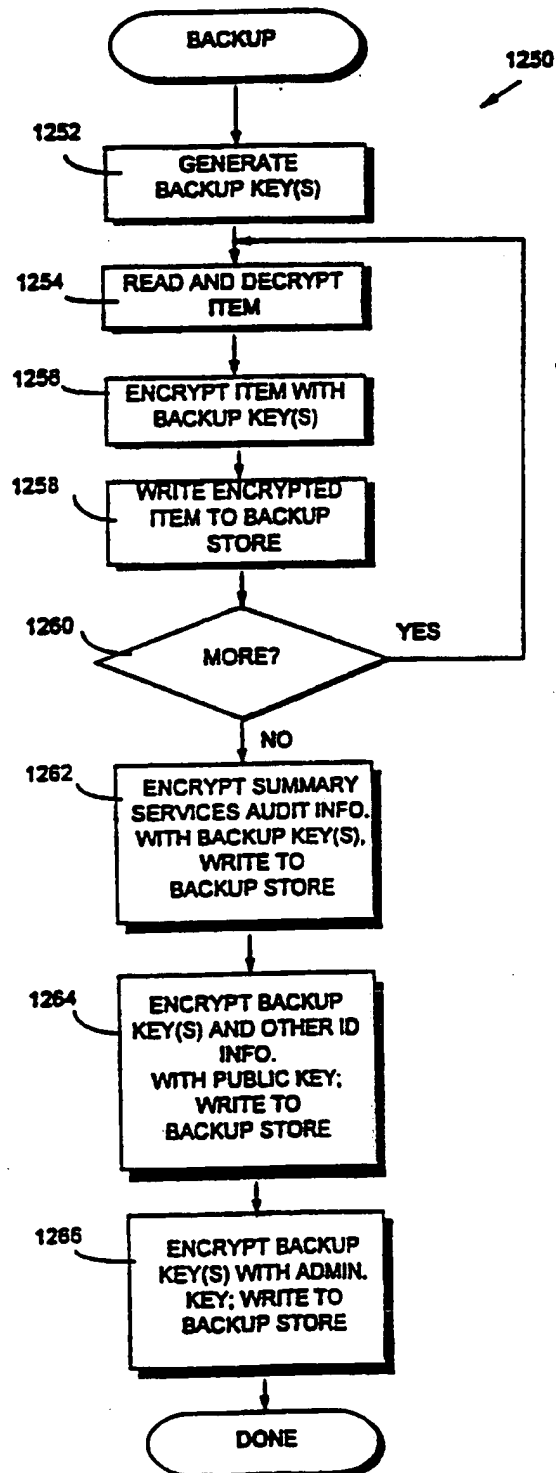 BACKUP
1250
1252
GENERATE
BACKUP KEY(S)
1254
READ AND DECRYPT
ITEM
1256
ENCRYPT ITEM WITH
BACKUP KEY(S)
1258
WRITE ENCRYPTED
ITEM TO BACKUP
STORE
1260
MORE?
YES
NO
1262
ENCRYPT SUMMARY
SERVICES AUDIT INFO.
WITH BACKUP KEY(S),
WRITE TO
BACKUP STORE
1264
ENCRYPT BACKUP
KEY(S) AND OTHER ID
INFO.
WITH PUBLIC KEY;
WRITE TO
BACKUP STORE
1266
ENCRYPT BACKUP
KEY(S) WITH ADMIN.
KEY; WRITE TO
BACKUP STORE
DONE